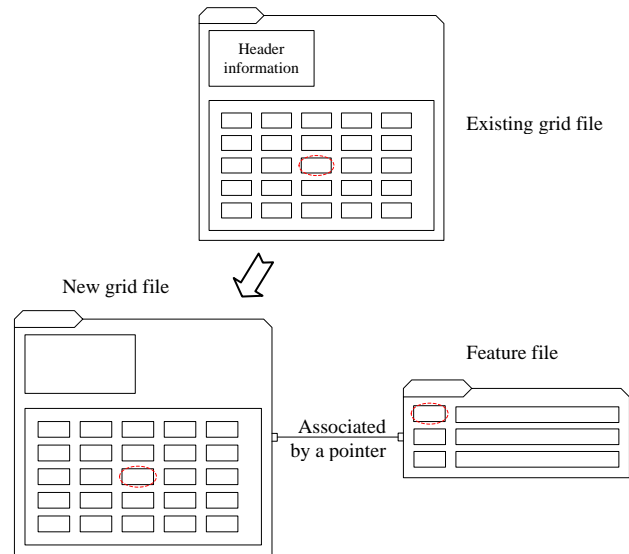 Header
information
Existing grid file
New grid file
Feature file
Associated
by a pointer